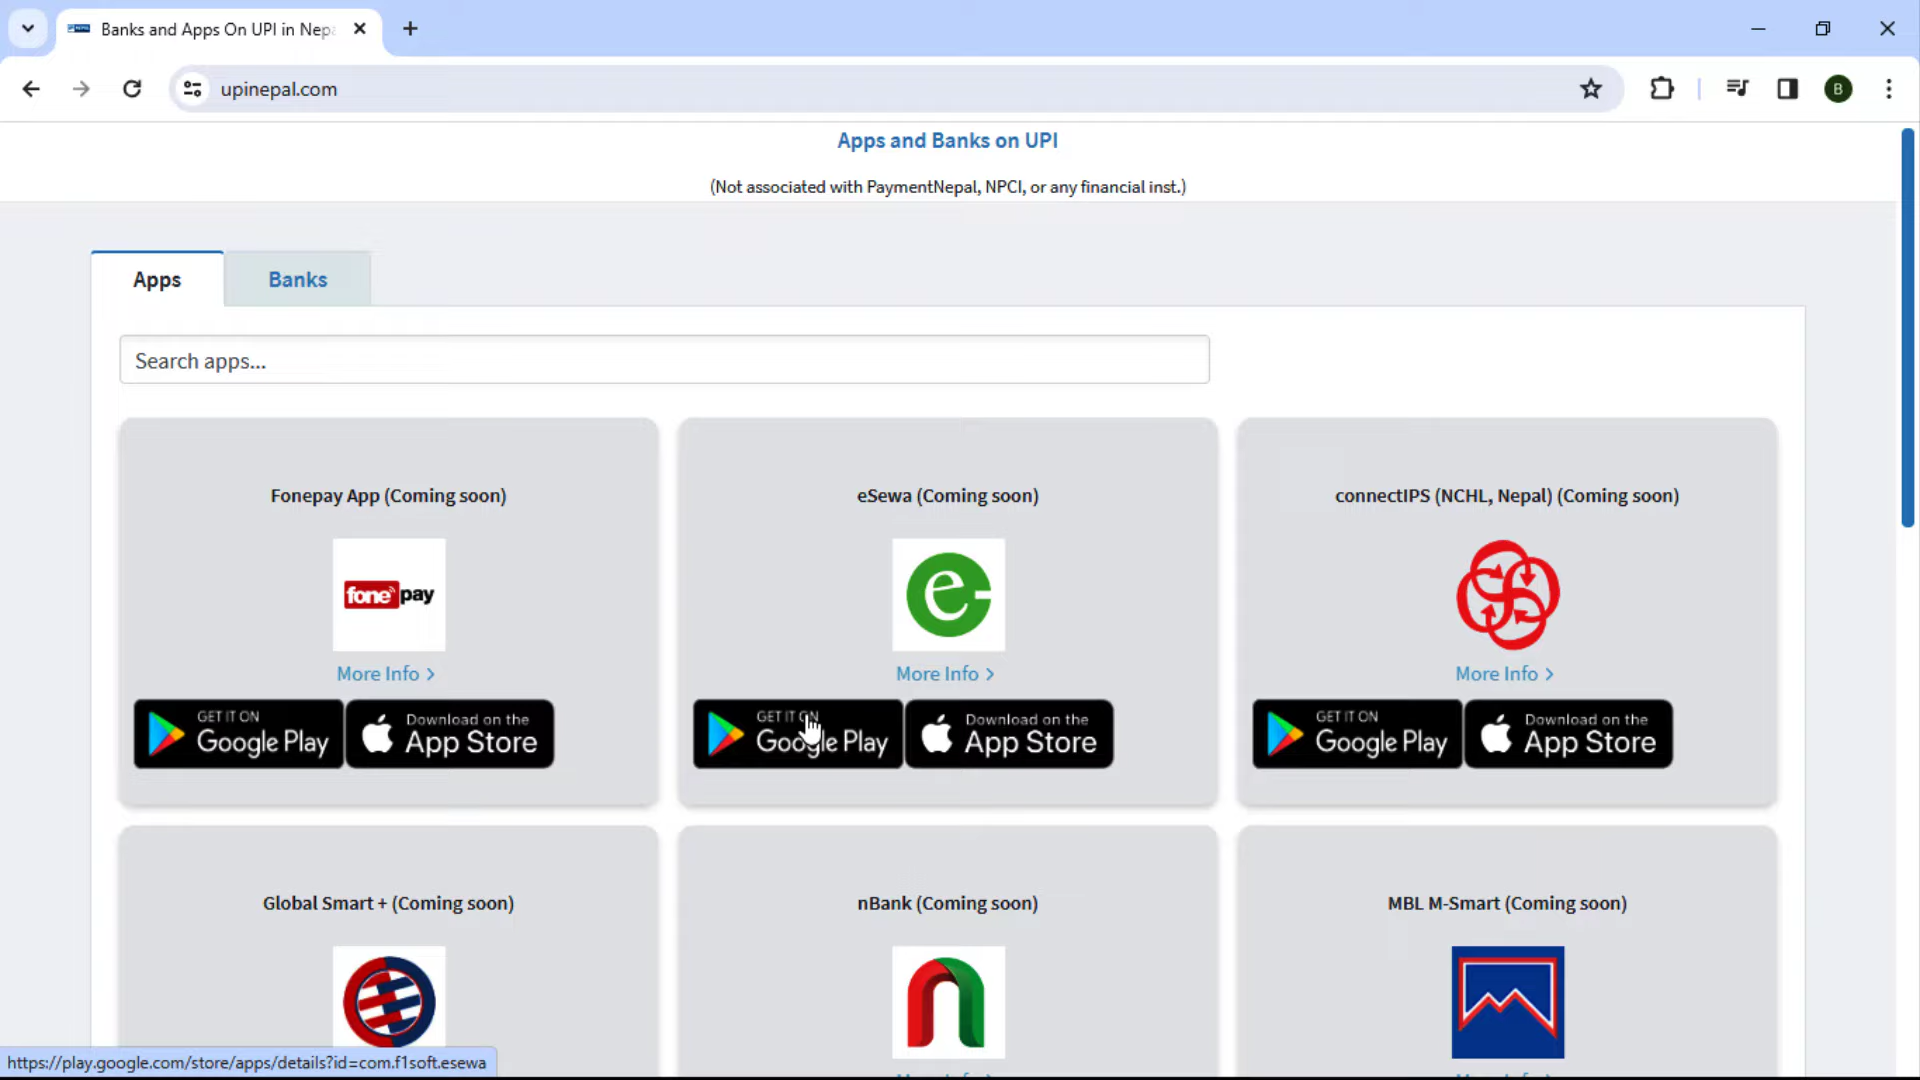 Banks and Apps On UPI in Nepa
upinepal.com
B
Apps and Banks on UPI
(Not associated with PaymentNepal, NPCI, or any financial inst.)
Apps
Banks
Search apps...
Fonepay App (Coming soon)
eSewa (Coming soon)
connectIPS (NCHL, Nepal) (Coming soon)
fonepay
e
More Info >
More Info >
More Info >
GET IT ON
Google Play
Download on the
App Store
GET IT ON
Google Play
Download on the
App Store
GET IT ON
Google Play
Download on the
App Store
Global Smart + (Coming soon)
nBank (Coming soon)
MBL M-Smart (Coming soon)
n
https://play.google.com/store/apps/details?id=com.f1soft.esewa